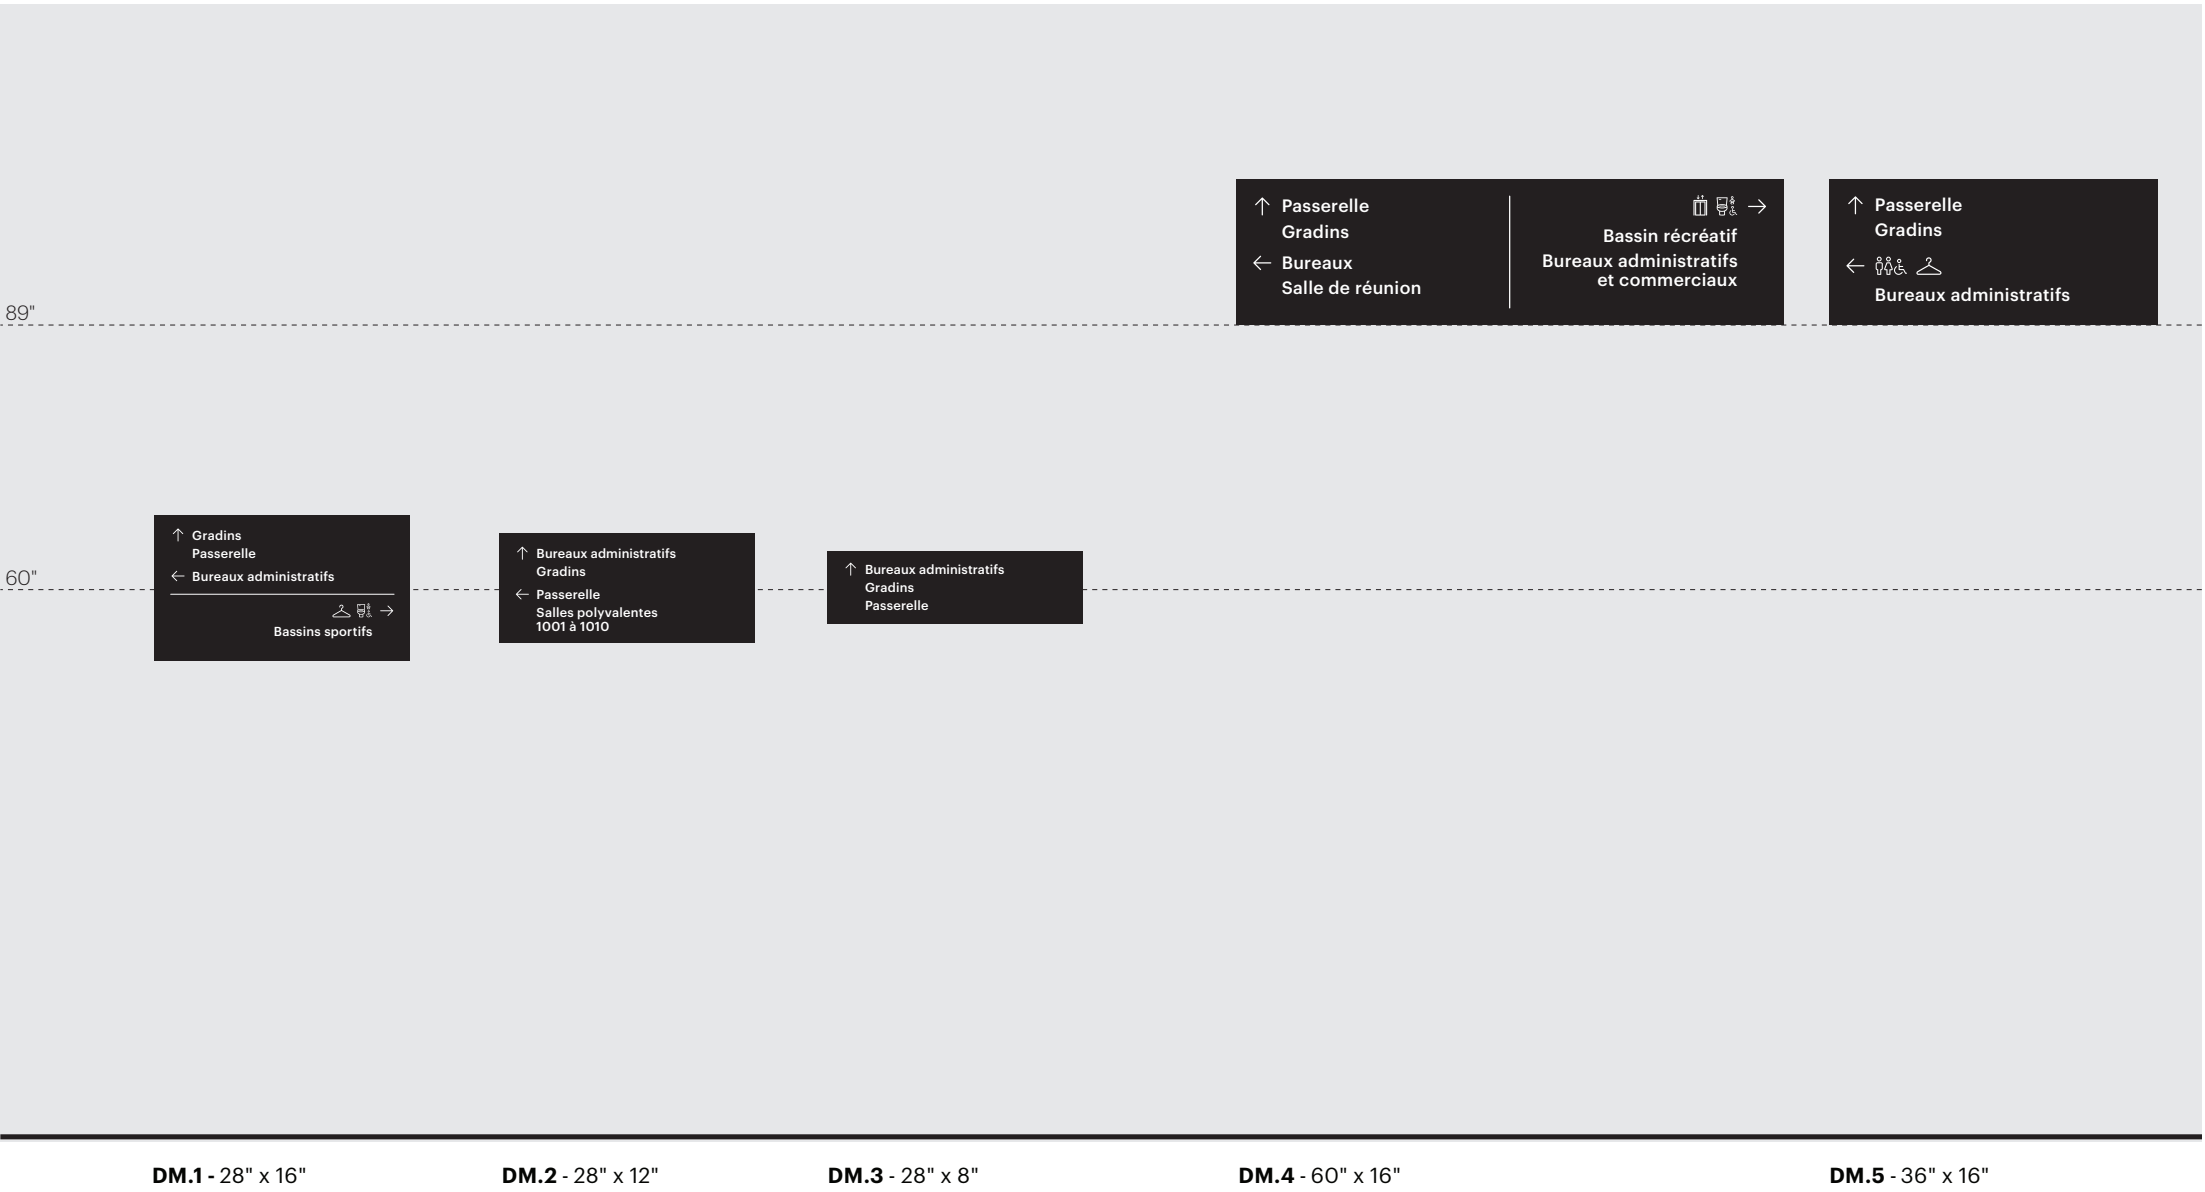 ↑ Passerelle
Gradins
← Bureaux
Salle de réunion
→
Bassin récréatif
Bureaux administratifs
et commerciaux
↑ Passerelle
Gradins
←
Bureaux administratifs
89"
↑ Gradins
Passerelle
← Bureaux administratifs
→
Bassins sportifs
↑ Bureaux administratifs
Gradins
← Passerelle
Salles polyvalentes
1001 à 1010
↑ Bureaux administratifs
Gradins
Passerelle
60"
DM.1 - 28" x 16"
DM.2 - 28" x 12"
DM.3 - 28" x 8"
DM.4 - 60" x 16"
DM.5 - 36" x 16"